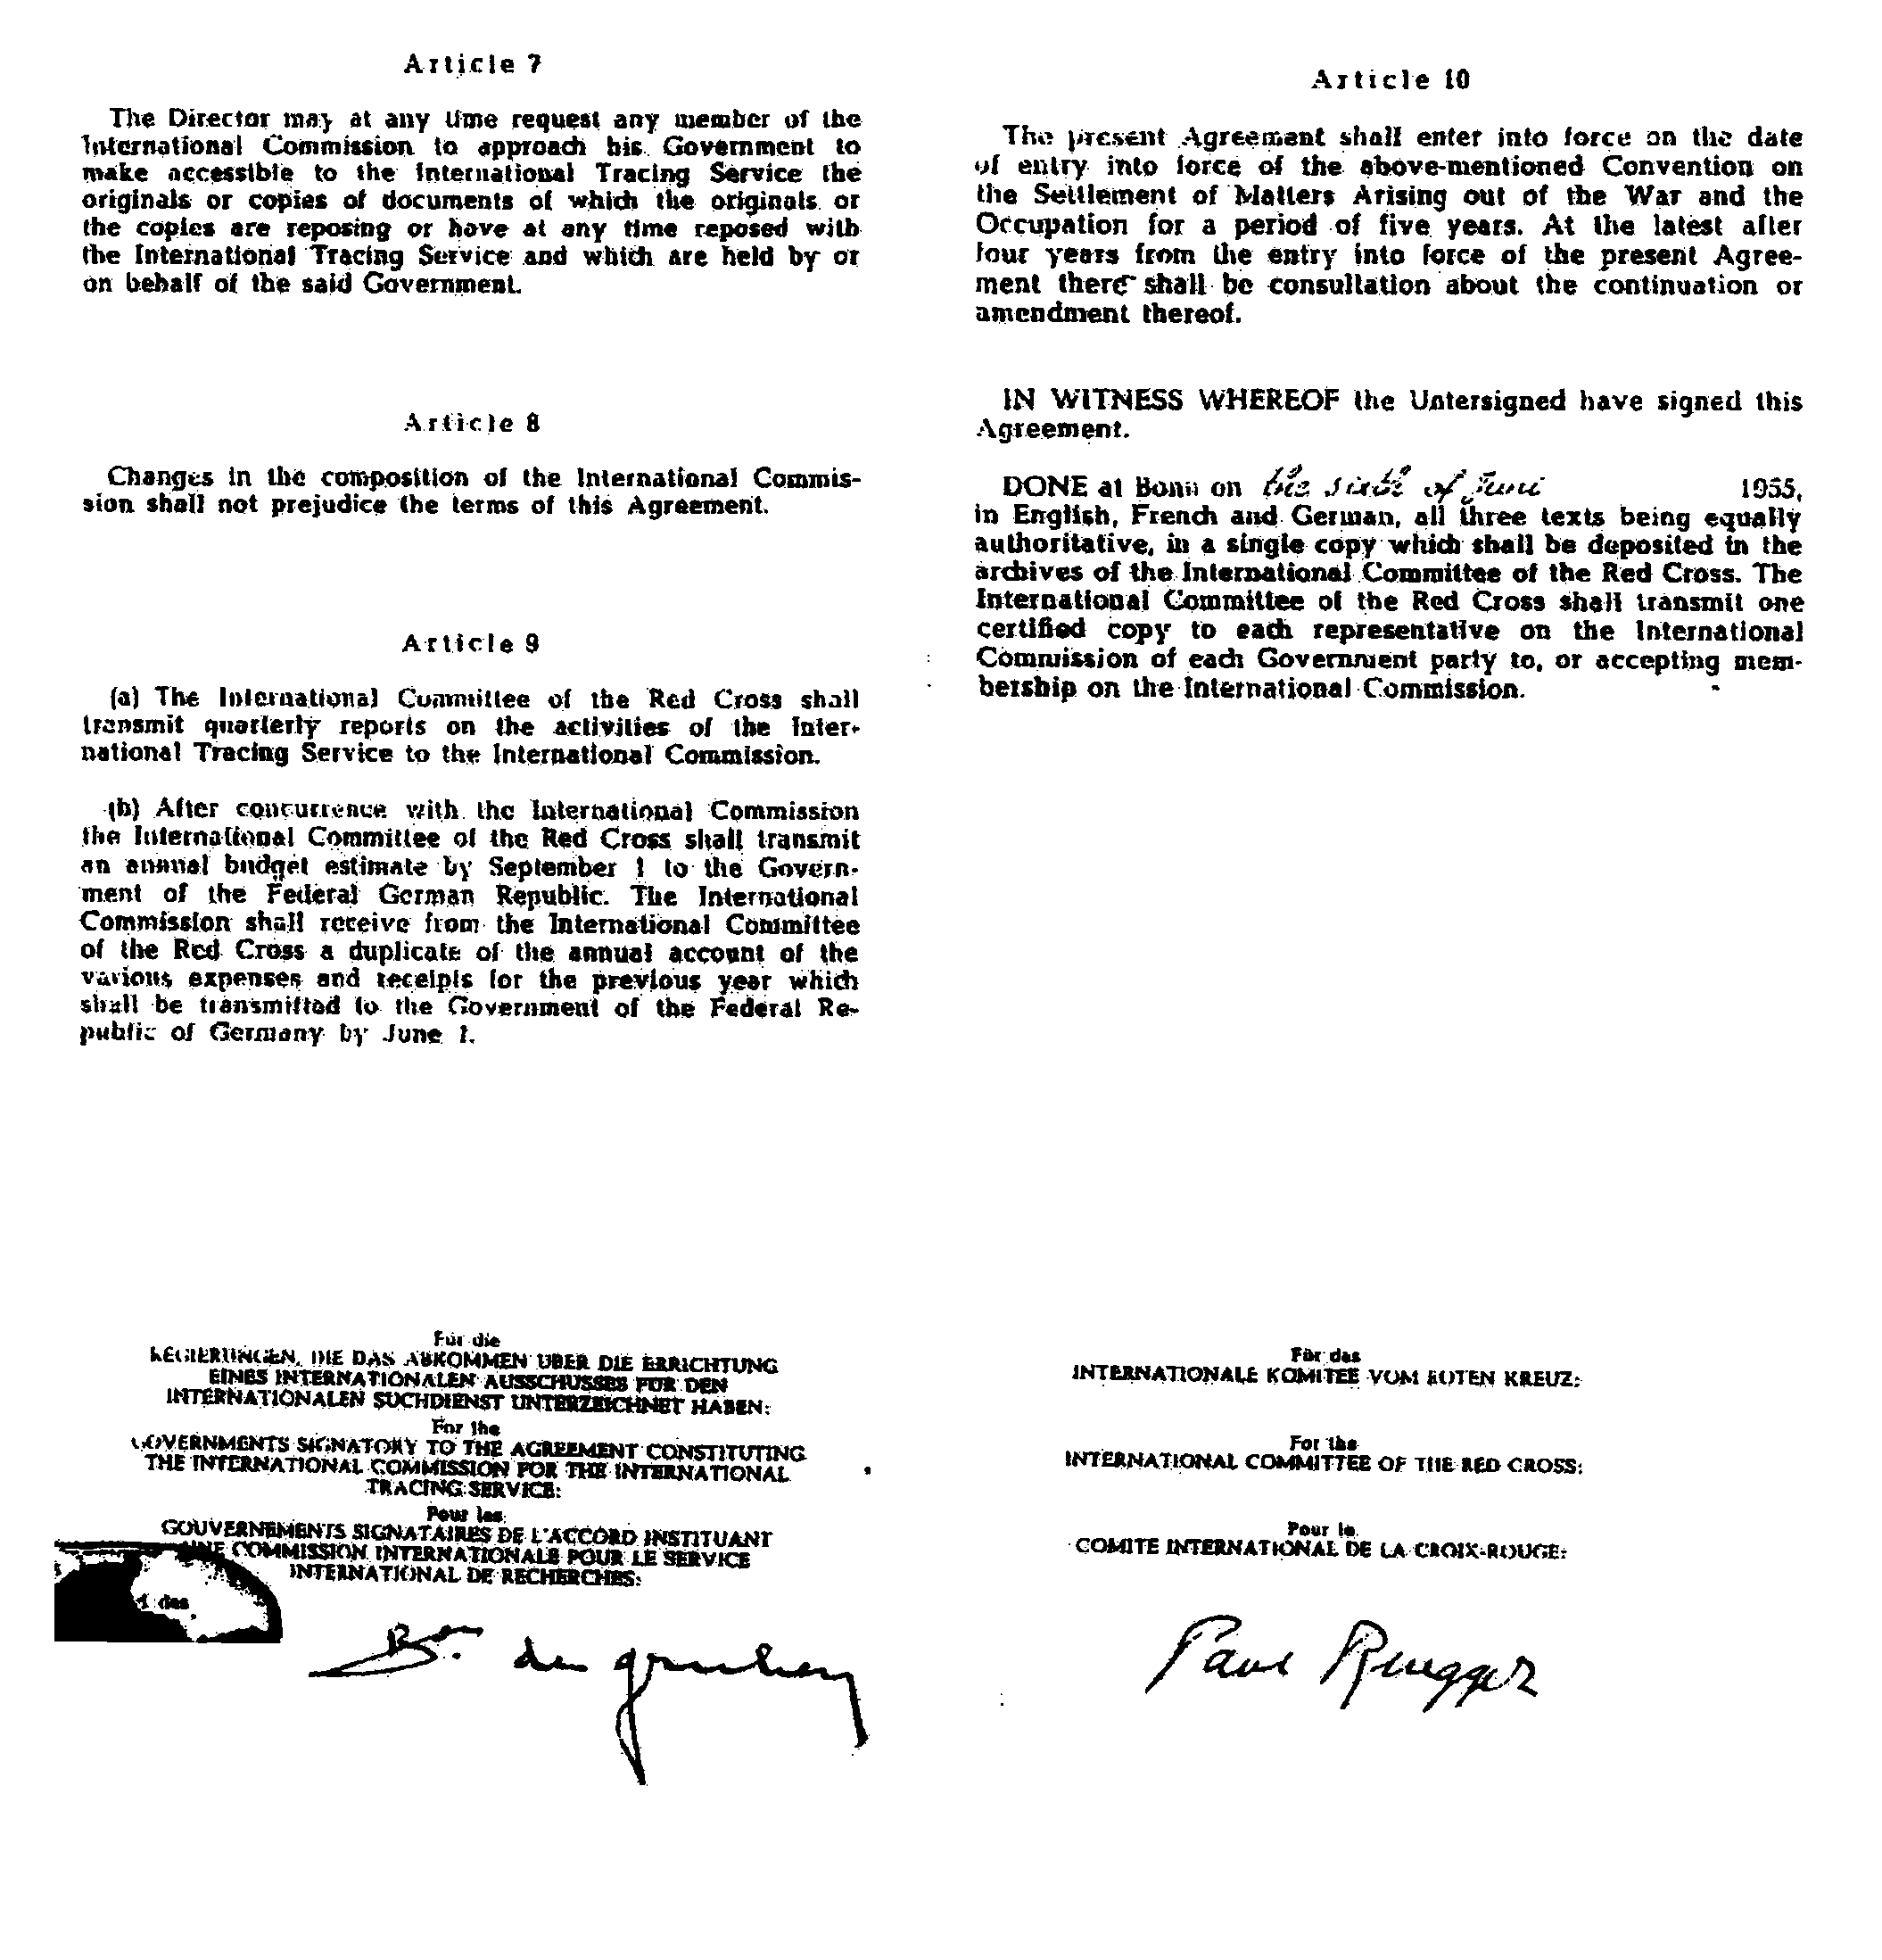 Article 7
The Director may at any time request any member of the
International Commission to approach his Government to
make accessible to the International Tracing Service the
originals or copies of documents of which the originals or
the copies are reposing or have at any time reposed with
the International Tracing Service and which are held by or
on behalf of the said Government.
Article 8
Changes in the composition of the International Commis-
sion shall not prejudice the terms of this Agreement.
Article 9
(a) The International Committee of the Red Cross shall
transmit quarterly reports on the activities of the Inter-
national Tracing Service to the International Commission.
(b) After concurrence with the International Commission
the International Committee of the Red Cross shall transmit
an annual budget estimate by September 1 to the Govern-
ment of the Federal German Republic. The International
Commission shall receive from the International Committee
of the Red Cross a duplicate of the annual account of the
various expenses and receipts for the previous year which
shall be transmitted to the Government of the Federal Re-
public of Germany by June 1.
Article 10
The present Agreement shall enter into force on the date
of entry into force of the above-mentioned Convention on
the Settlement of Matters Arising out of the War and the
Occupation for a period of five years. At the latest after
four years from the entry into force of the present Agree-
ment there shall be consultation about the continuation or
amendment thereof.
IN WITNESS WHEREOF the Untersigned have signed this
Agreement.
DONE at Bonn on the sixth of Juni 1955,
in English, French and German, all three texts being equally
authoritative, in a single copy which shall be deposited in the
archives of the International Committee of the Red Cross. The
International Committee of the Red Cross shall transmit one
certified copy to each representative on the International
Commission of each Government party to, or accepting mem-
bership on the International Commission.
Für die
REGIERUNGEN, DIE DAS ABKOMMEN UBER DIE ERRICHTUNG
EINES INTERNATIONALEN AUSSCHUSSES FUR DEN
INTERNATIONALEN SUCHDIENST UNTERZEICHNET HABEN:
For the
GOVERNMENTS SIGNATORY TO THE AGREEMENT CONSTITUTING
THE INTERNATIONAL COMMISSION FOR THE INTERNATIONAL
TRACING SERVICE:
Pour les
GOUVERNEMENTS SIGNATAIRES DE L'ACCORD INSTITUANT
UNE COMMISSION INTERNATIONALE POUR LE SERVICE
INTERNATIONAL DE RECHERCHES:
des
Bon de
Für das
INTERNATIONALE KOMITEE VOM ROTEN KREUZ:
For the
INTERNATIONAL COMMITTEE OF THE RED CROSS:
Pour le
COMITE INTERNATIONAL DE LA CROIX-ROUGE:
Paul Ruegger